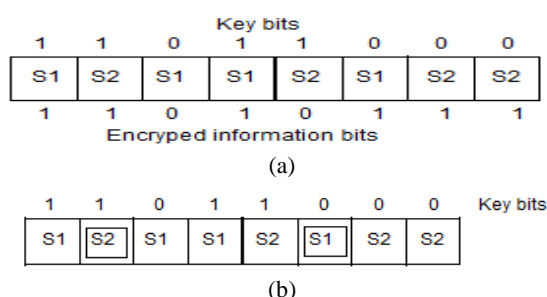 Key bits
1 1 0 1 1 0 0 0
S1 S2 S1 S1 S2 S1 S2 S2
1 1 0 1 0 1 1 1
Encryped information bits
(a)
1 1 0 1 1 0 0 0 Key bits
S1 S2 S1 S1 S2 S1 S2 S2
(b)